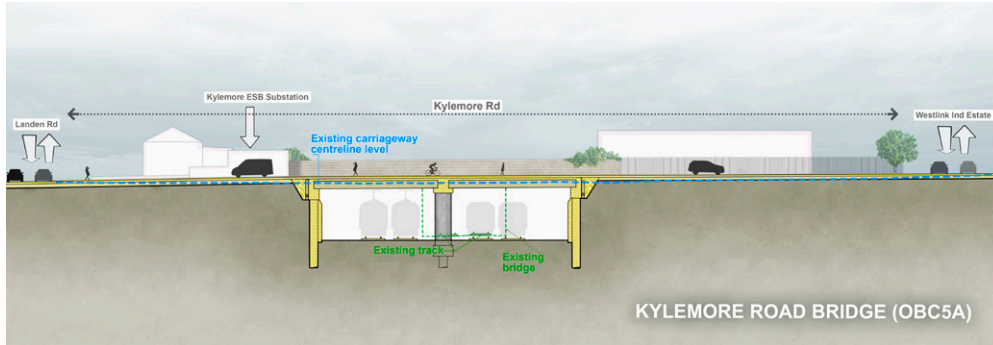 Kylemore ESB Substation
Kylemore Rd
Landen Rd
Westlink Ind Estate
Existing carriageway
centreline level
Existing track
Existing
bridge
KYLEMORE ROAD BRIDGE (OBC5A)